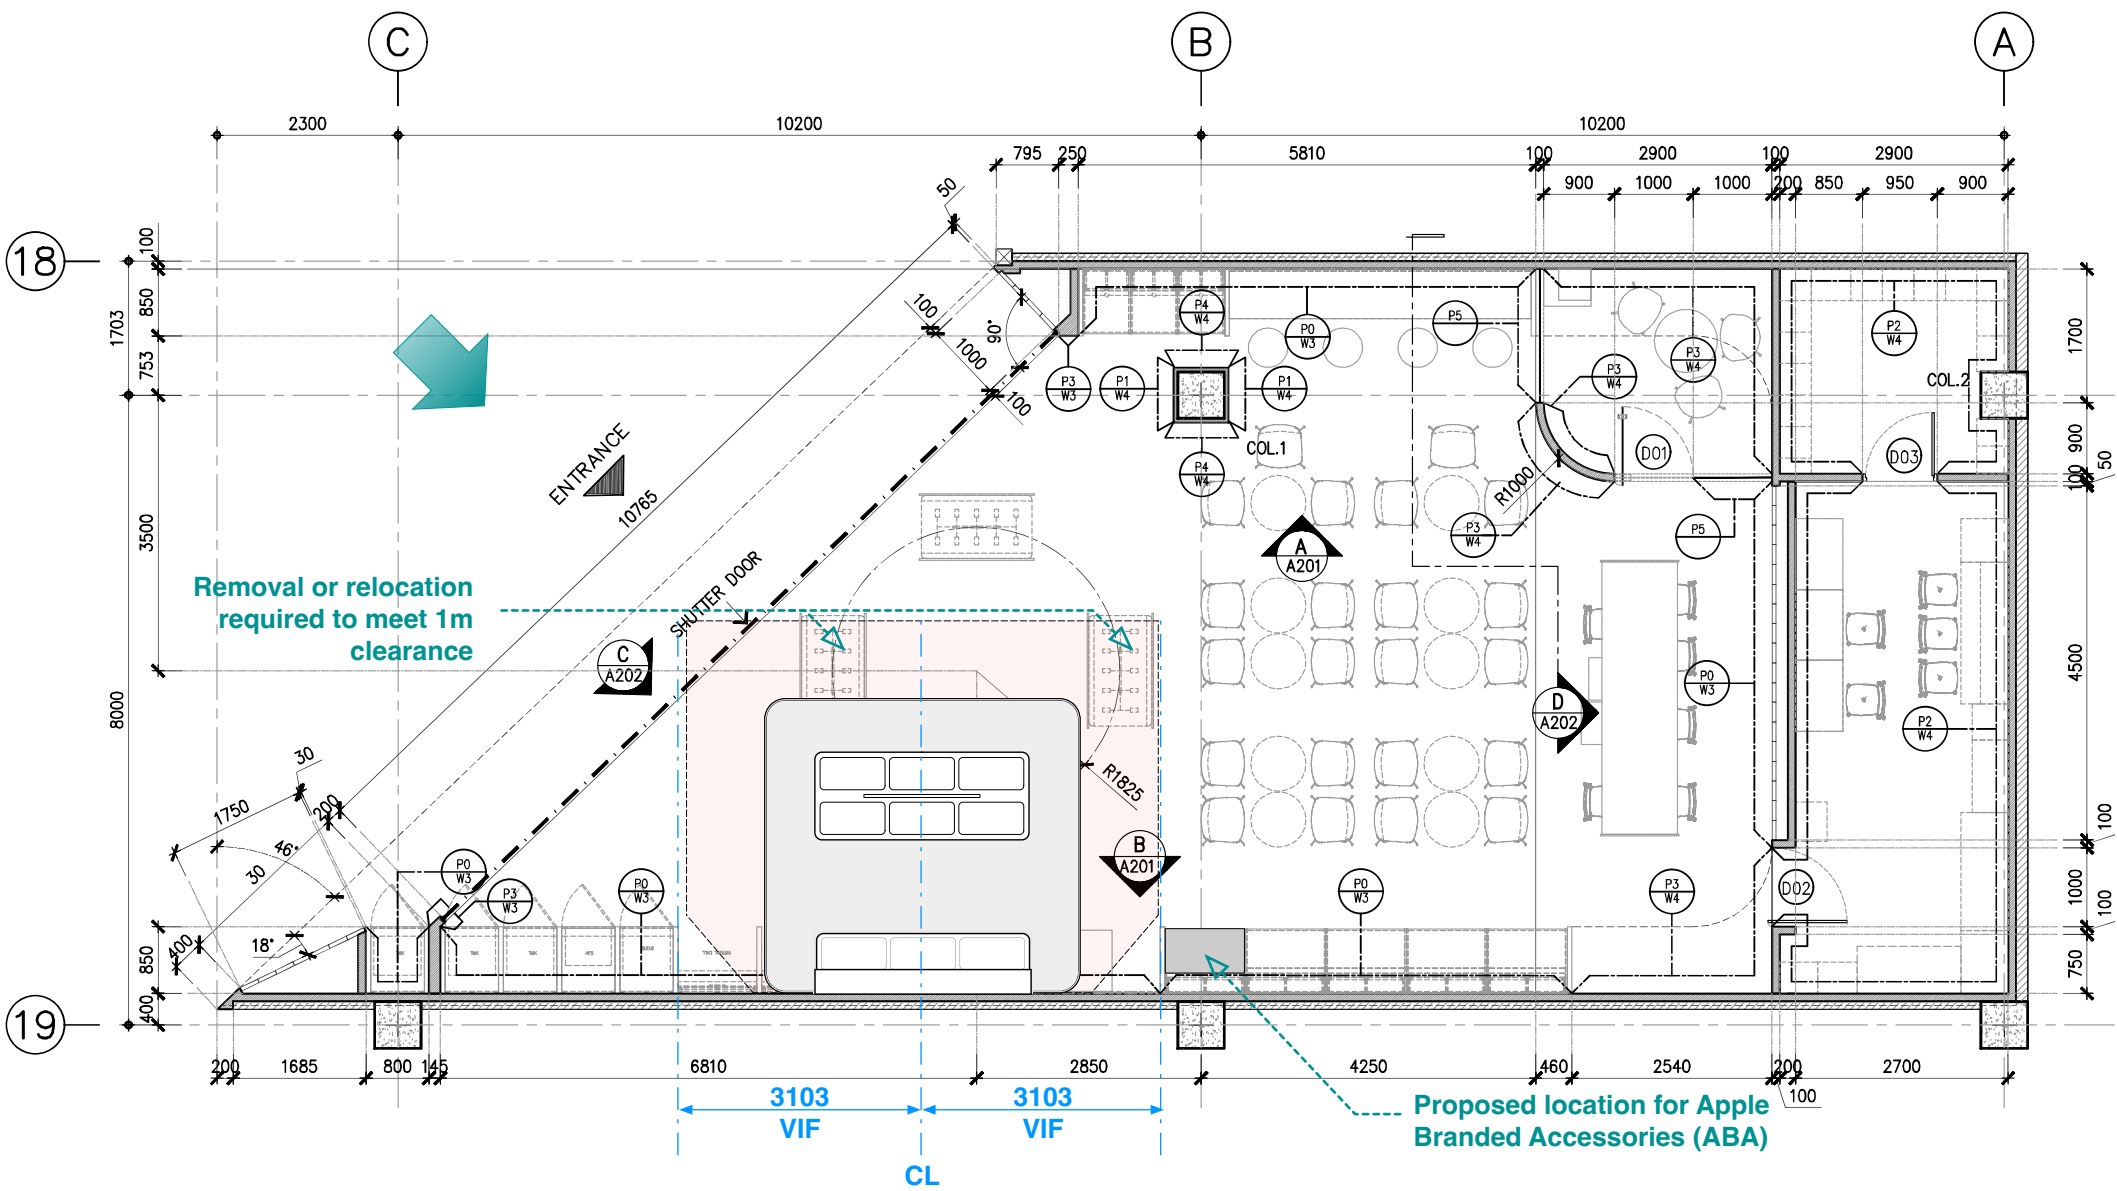 C
B
A
2300
10200
10200
795
250
5810
100
2900
100
2900
900
1000
1000
200
850
950
900
50
18
100
850
1703
753
3500
8000
850
400
19
100
1000
100
90°
P4
W4
P0
W3
P5
P3
W4
P3
W4
P2
W4
1700
P3
W3
P1
W4
P1
W4
COL.1
COL.2
P4
W4
D01
D03
900
50
100
R1000
P3
W4
P5
ENTRANCE
10765
SHUTTER DOOR
A
A201
Removal or relocation
required to meet 1m
clearance
C
A202
D
A202
P0
W3
P2
W4
4500
R1825
B
A201
30
1750
200
46°
30
18°
400
P0
W3
P3
W3
P0
W3
P0
W3
P3
W4
D02
100
1000
100
750
200
1685
800
145
6810
2850
4250
460
2540
200
2700
100
3103
VIF
3103
VIF
CL
Proposed location for Apple
Branded Accessories (ABA)